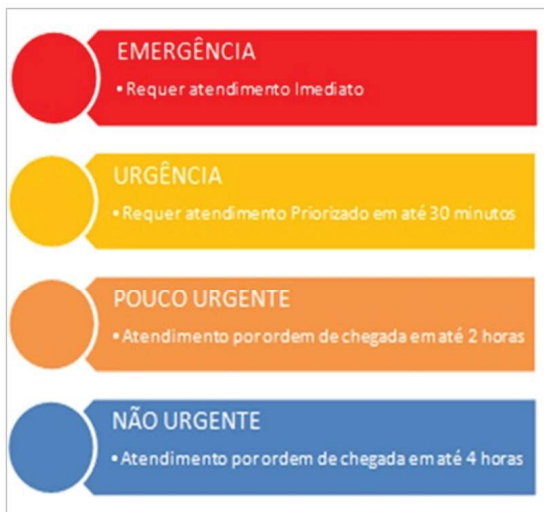 EMERGÊNCIA
• Requer atendimento Imediato
URGÊNCIA
• Requer atendimento Priorizado em até 30 minutos
POUCO URGENTE
• Atendimento por ordem de chegada em até 2 horas
NÃO URGENTE
• Atendimento por ordem de chegada em até 4 horas